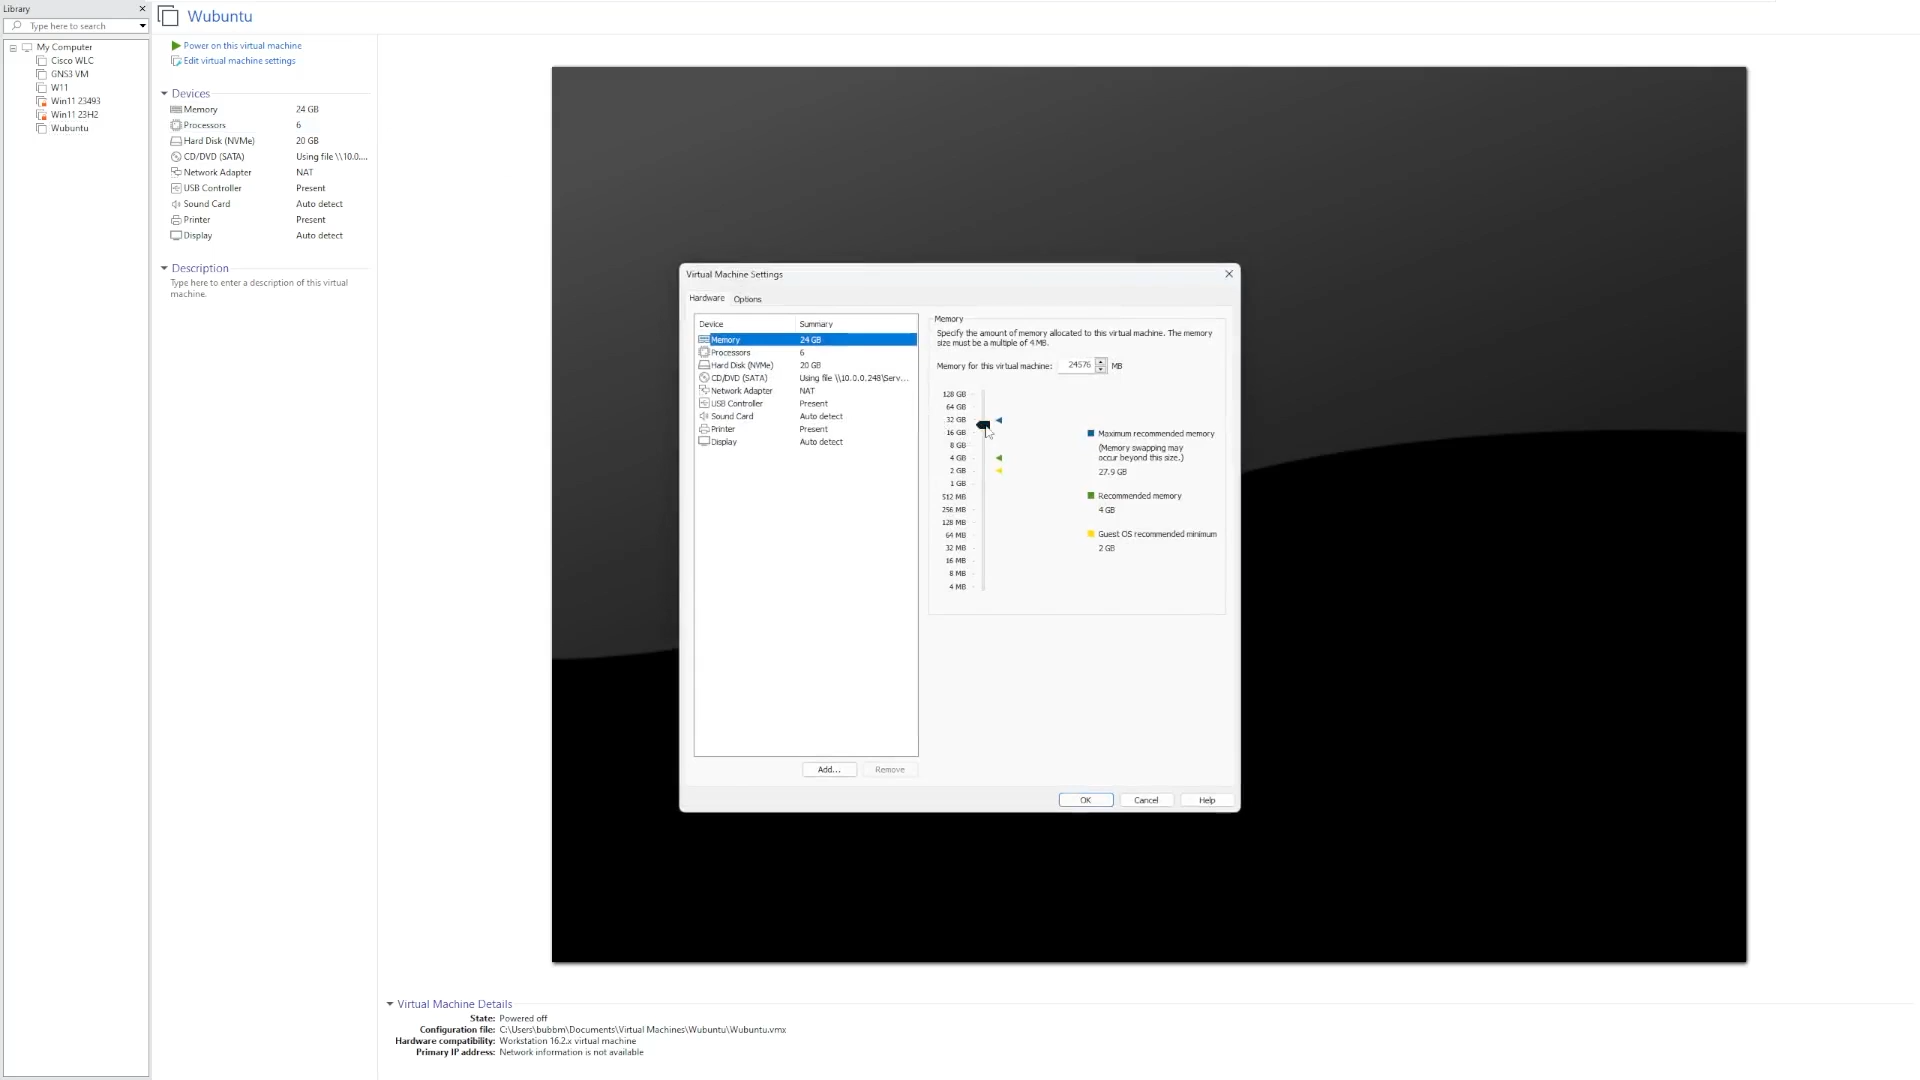 Library
Type here to search
My Computer
Cisco WLC
GNS3 VM
W11
Win11 23493
Win11 23H2
Wubuntu
Wubuntu
Power on this virtual machine
Edit virtual machine settings
Devices
Memory 24 GB
Processors 6
Hard Disk (NVMe) 20 GB
CD/DVD (SATA) Using file \\10.0....
Network Adapter NAT
USB Controller Present
Sound Card Auto detect
Printer Present
Display Auto detect
Description
Type here to enter a description of this virtual
machine.
Virtual Machine Settings
Hardware Options
Device Summary
Memory 24 GB
Processors 6
Hard Disk (NVMe) 20 GB
CD/DVD (SATA) Using file \\10.0.0.248\Serv...
Network Adapter NAT
USB Controller Present
Sound Card Auto detect
Printer Present
Display Auto detect
Add... Remove
Memory
Specify the amount of memory allocated to this virtual machine. The memory
size must be a multiple of 4 MB.
Memory for this virtual machine: 24576 MB
128 GB
64 GB
32 GB
16 GB
8 GB
4 GB
2 GB
1 GB
512 MB
256 MB
128 MB
64 MB
32 MB
16 MB
8 MB
4 MB
Maximum recommended memory
(Memory swapping may
occur beyond this size.)
27.9 GB
Recommended memory
4 GB
Guest OS recommended minimum
2 GB
OK Cancel Help
Virtual Machine Details
State: Powered off
Configuration file: C:\Users\bubbm\Documents\Virtual Machines\Wubuntu\Wubuntu.vmx
Hardware compatibility: Workstation 16.2.x virtual machine
Primary IP address: Network information is not available